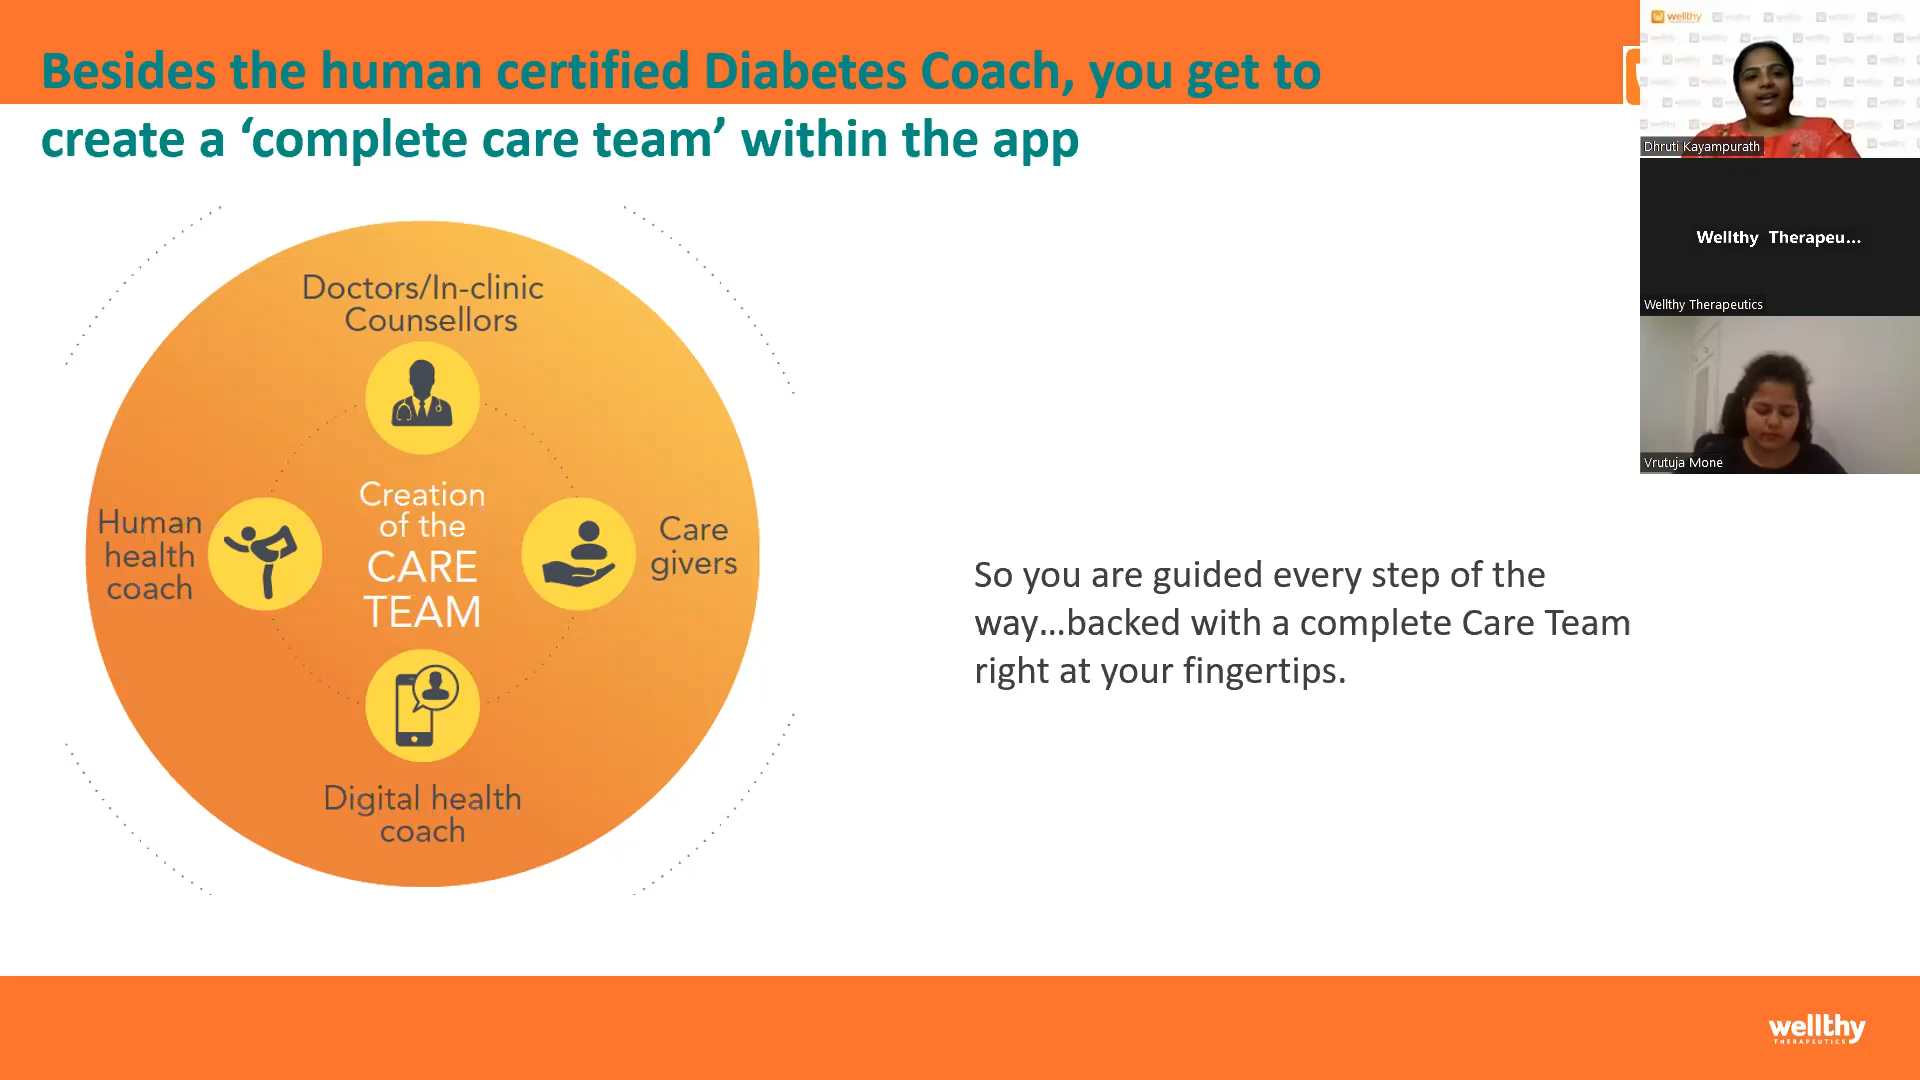 Besides the human certified Diabetes Coach, you get to
create a ‘complete care team’ within the app
Doctors/In-clinic
Counsellors
Human
health
coach
Creation
of the
CARE
TEAM
Care
givers
Digital health
coach
So you are guided every step of the
way...backed with a complete Care Team
right at your fingertips.
wellthy
Dhruti Kayampurath
Wellthy Therapeu...
Wellthy Therapeutics
Vrutuja Mone
wellthy
THERAPEUTICS